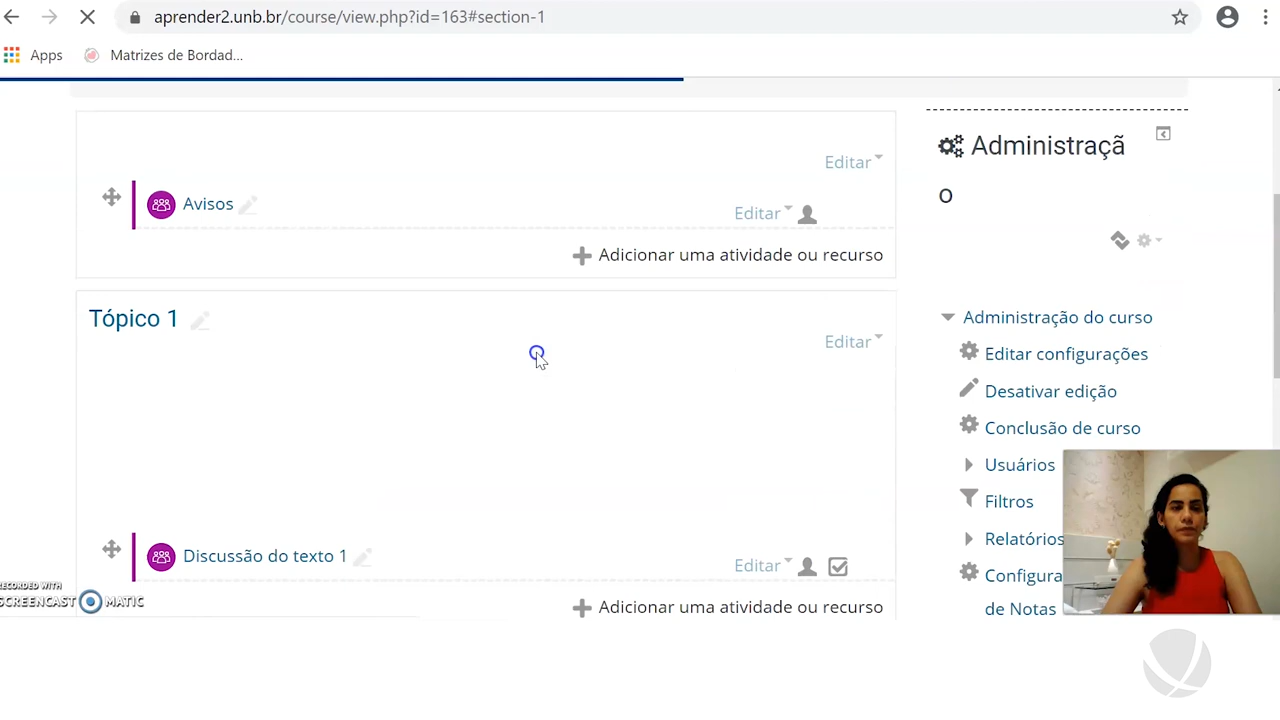 aprender2.unb.br/course/view.php?id=163#section-1
Apps
Matrizes de Bordad...
Editar
Avisos
Editar
Adicionar uma atividade ou recurso
Tópico 1
Editar
Discussão do texto 1
Editar
Adicionar uma atividade ou recurso
Administraçã
o
Administração do curso
Editar configurações
Desativar edição
Conclusão de curso
Usuários
Filtros
Relatórios
Configura
de Notas
RECORDED WITH
SCREENCAST MATIC